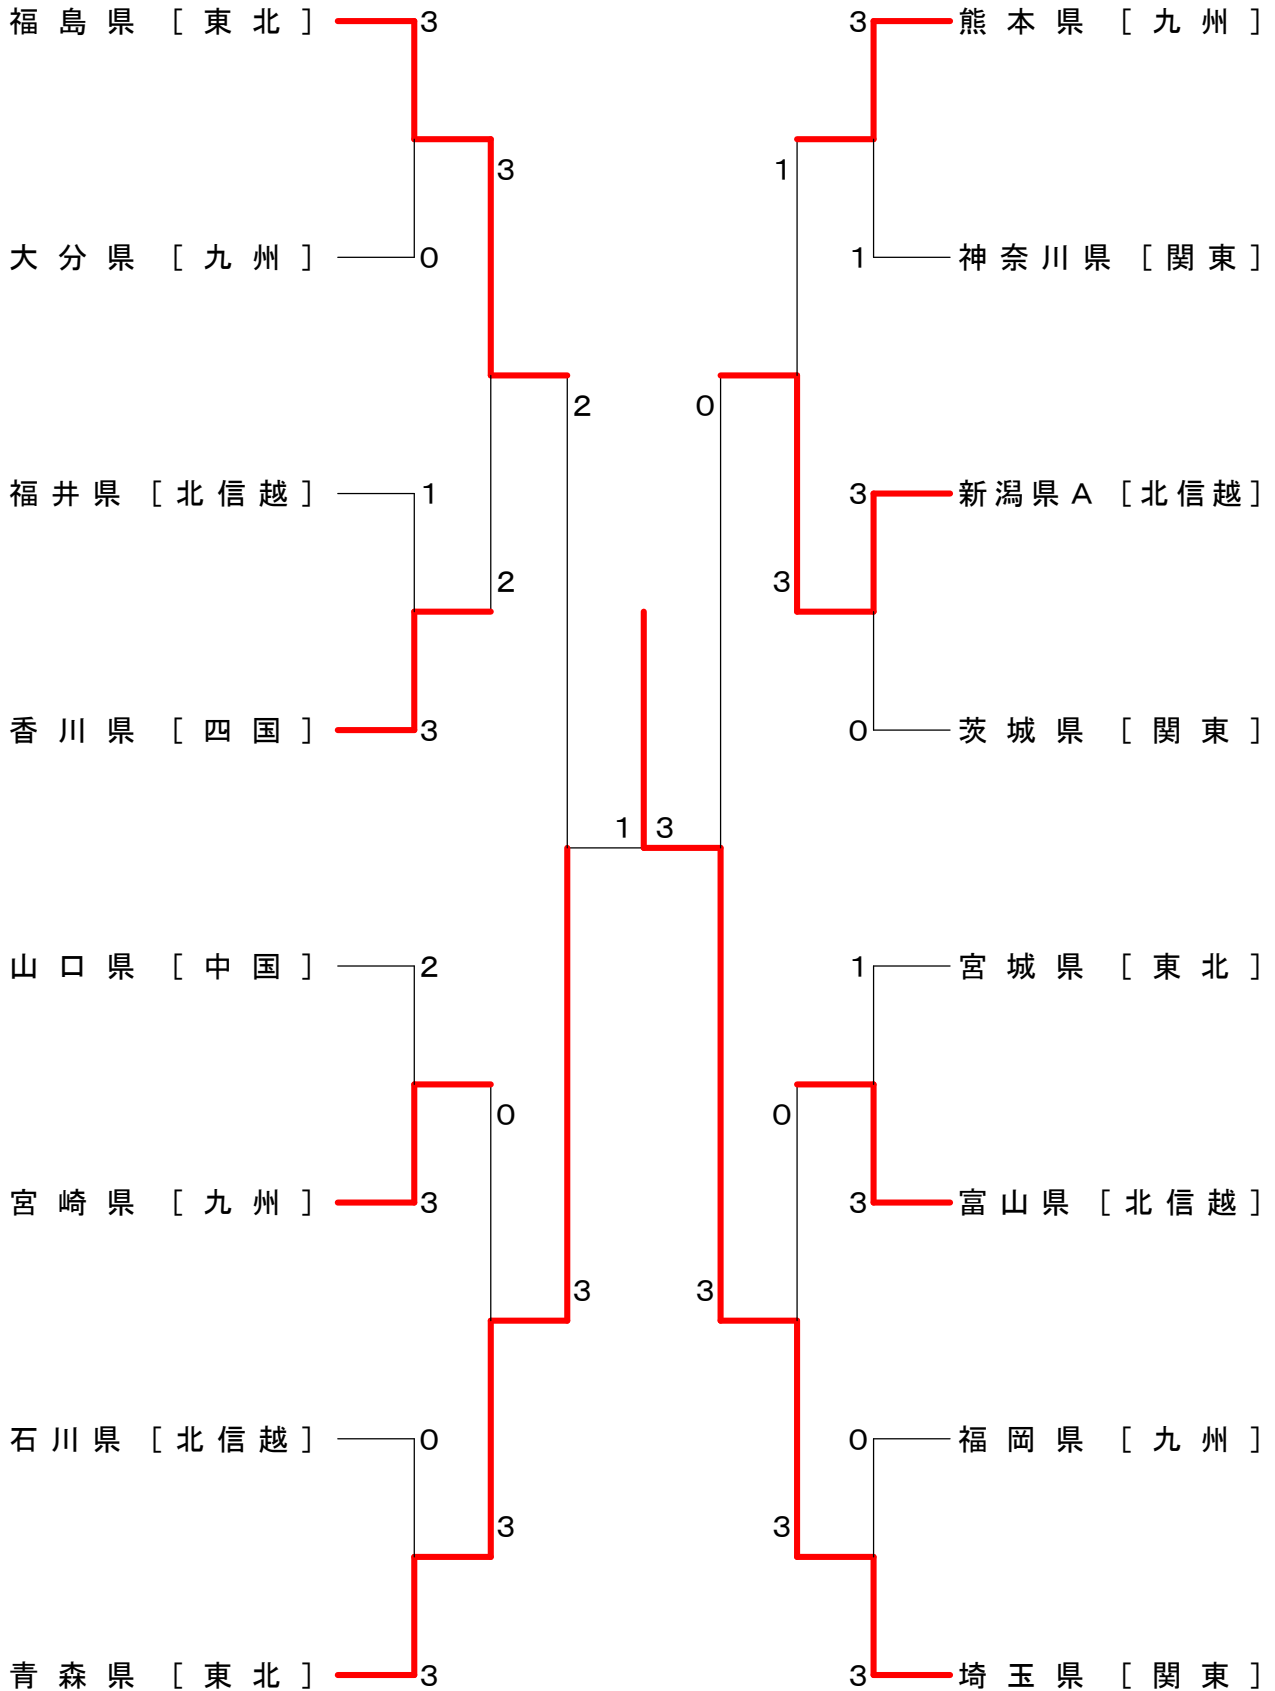 福島県 [東北] 3 3 熊本県 [九州]
3 1
大分県 [九州] 0 1 神奈川県 [関東]
2 0
福井県 [北信越] 1 3 新潟県A [北信越]
2 3
香川県 [四国] 3 0 茨城県 [関東]
1 3
山口県 [中国] 2 1 宮城県 [東北]
0 0
宮崎県 [九州] 3 3 富山県 [北信越]
3 3
石川県 [北信越] 0 0 福岡県 [九州]
3 3
青森県 [東北] 3 3 埼玉県 [関東]